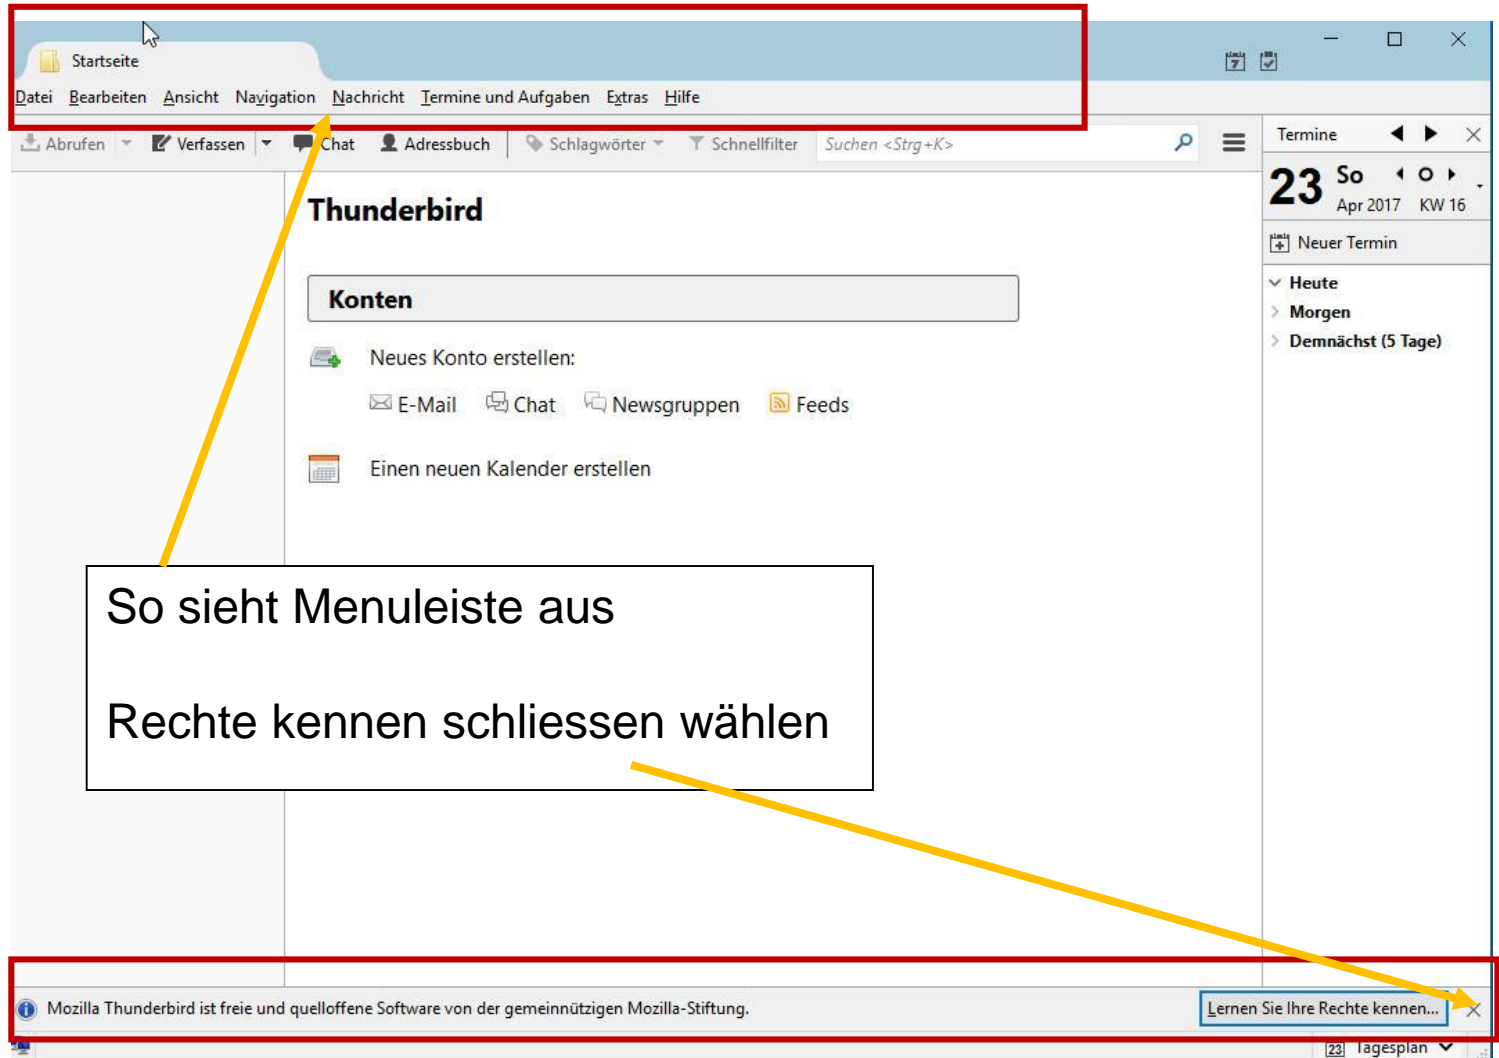 Startseite
7
Datei Bearbeiten Ansicht Navigation Nachricht Termine und Aufgaben Extras Hilfe
Abrufen Verfassen Chat Adressbuch Schlagwörter Schnellfilter Suchen <Strg+K>
Termine
23 So
Apr 2017 KW 16
Neuer Termin
Heute
Morgen
Demnächst (5 Tage)
Thunderbird
Konten
Neues Konto erstellen:
E-Mail Chat Newsgruppen Feeds
Einen neuen Kalender erstellen
So sieht Menuleiste aus
Rechte kennen schliessen wählen
Mozilla Thunderbird ist freie und quelloffene Software von der gemeinnützigen Mozilla-Stiftung.
Lernen Sie Ihre Rechte kennen...
23 Tagesplan